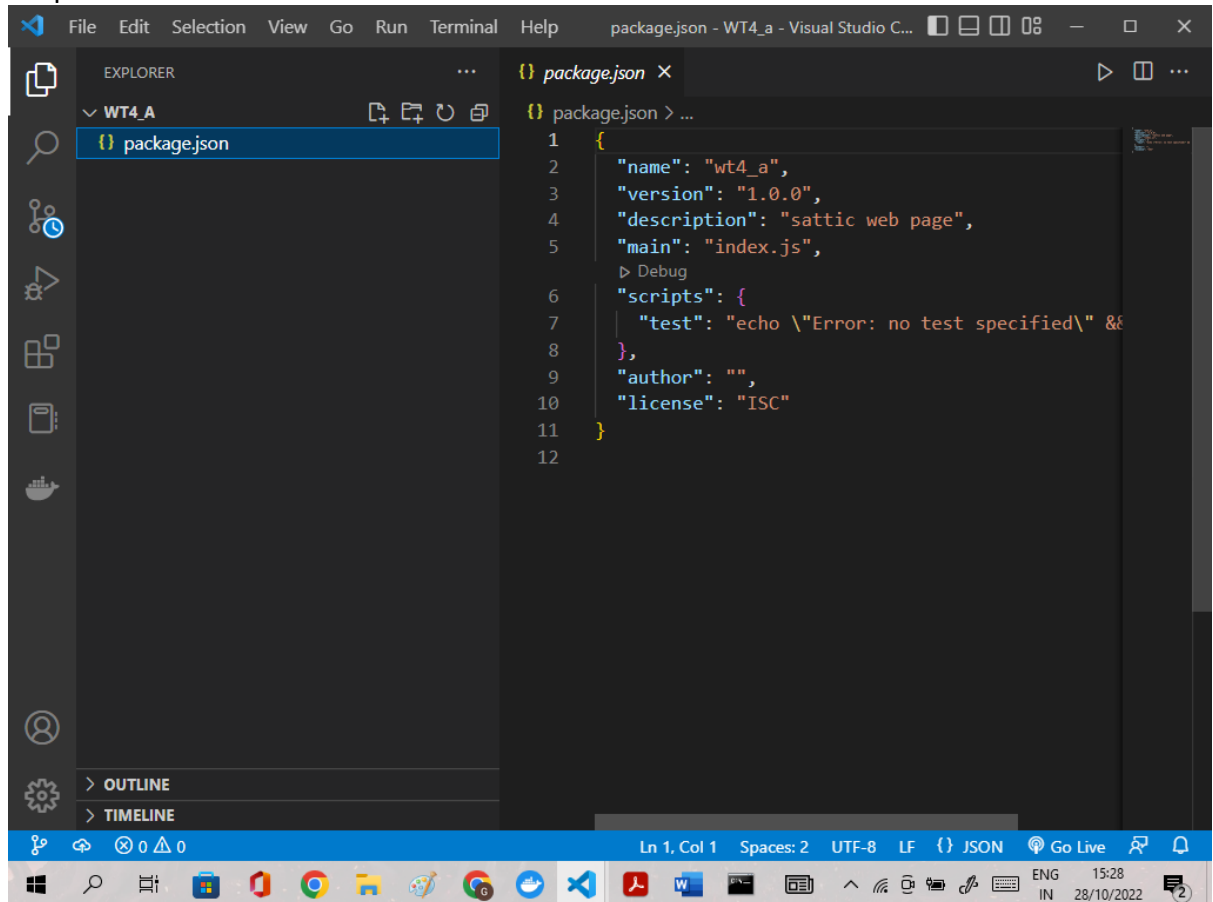 File Edit Selection View Go Run Terminal Help package.json - WT4_a - Visual Studio C...
EXPLORER
WT4_A
{} package.json
{} package.json
{} package.json > ...
1 {
2 "name": "wt4_a",
3 "version": "1.0.0",
4 "description": "sattic web page",
5 "main": "index.js",
Debug
6 "scripts": {
7 "test": "echo \"Error: no test specified\" &&
8 },
9 "author": "",
10 "license": "ISC"
11 }
12
OUTLINE
TIMELINE
0 0 Ln 1, Col 1 Spaces: 2 UTF-8 LF {} JSON Go Live
ENG 15:28
IN 28/10/2022 2